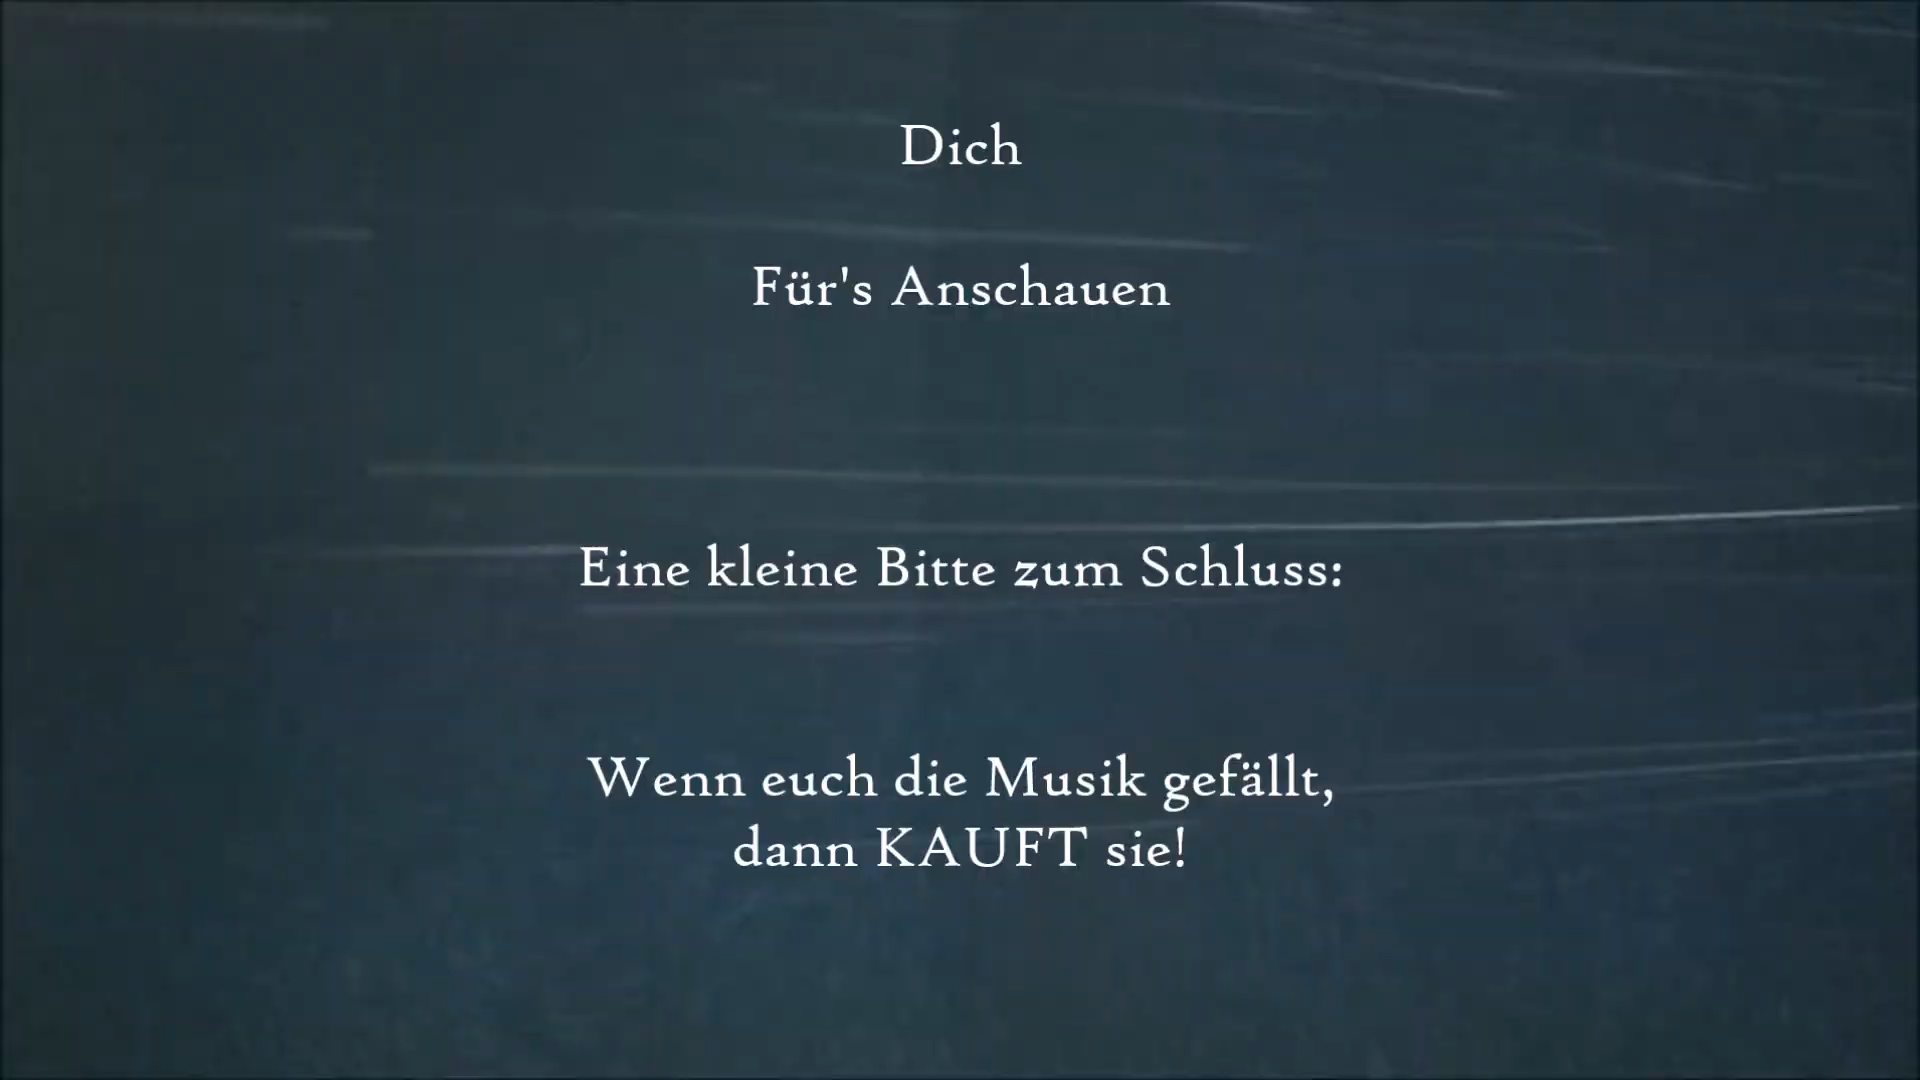 Dich
Für's Anschauen
Eine kleine Bitte zum Schluss:
Wenn euch die Musik gefällt,
dann KAUFT sie!